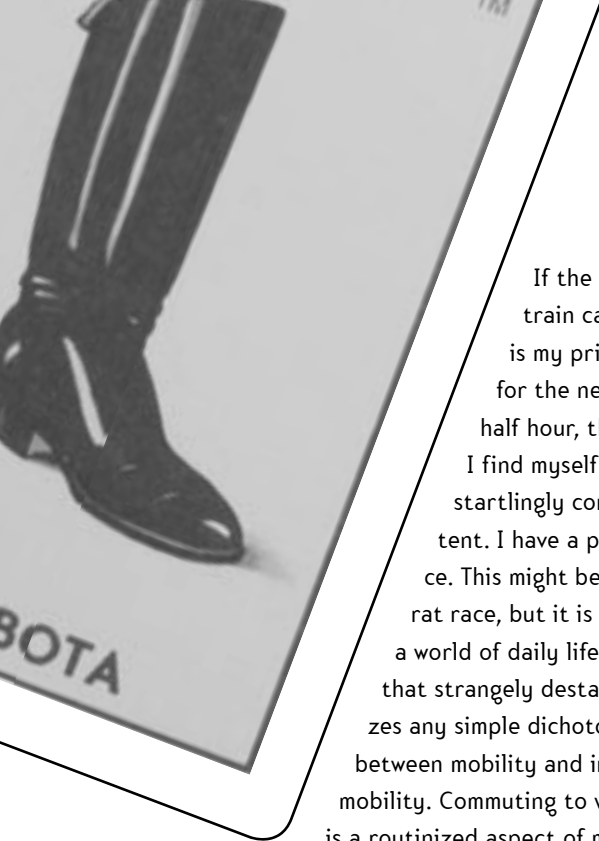 TM
BOTA
If the
train ca
is my pri
for the ne
half hour, t
I find myself
startlingly con
tent. I have a p
ce. This might be
rat race, but it is
a world of daily life
that strangely desta
zes any simple dichoto
between mobility and i
mobility. Commuting to
is a routinized aspect of